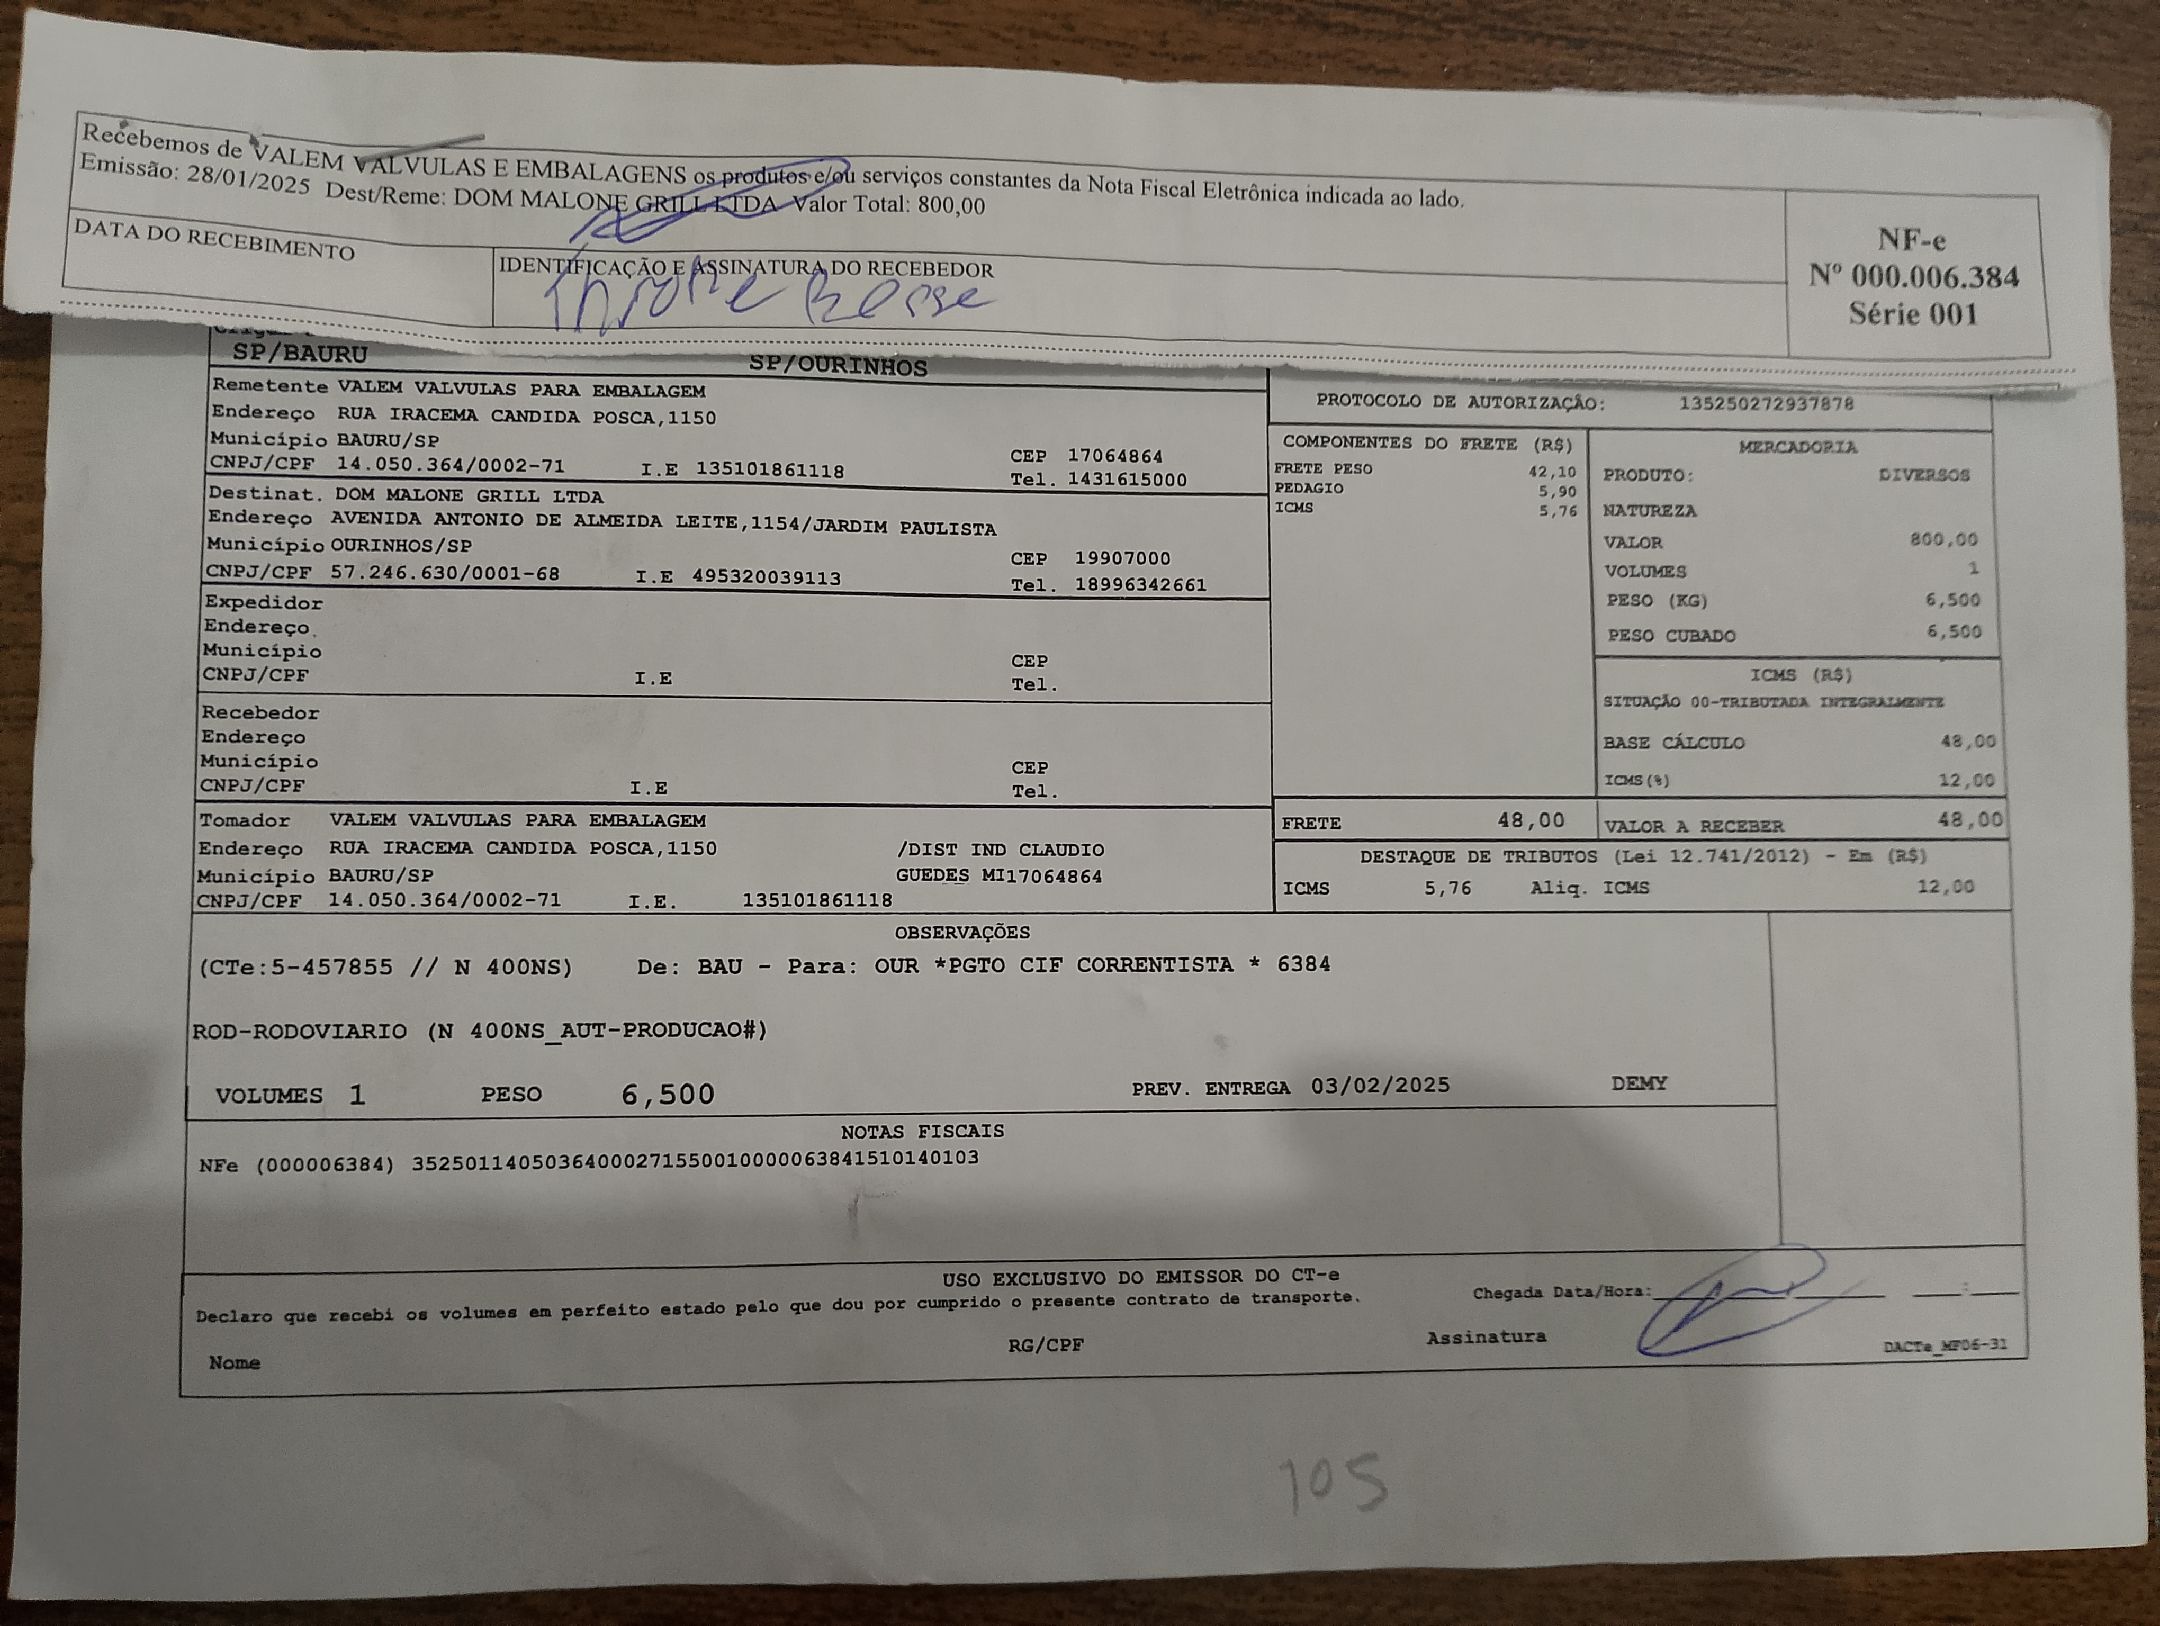 Recebemos de VALEM VALVULAS E EMBALAGENS os produtos e/ou serviços constantes da Nota Fiscal Eletrônica indicada ao lado.
Emissão: 28/01/2025 Dest/Reme: DOM MALONE GRILL LTDA Valor Total: 800,00
DATA DO RECEBIMENTO
IDENTIFICAÇÃO E ASSINATURA DO RECEBEDOR
NF-e
Nº 000.006.384
Série 001
SP/BAURU SP/OURINHOS
Remetente VALEM VALVULAS PARA EMBALAGEM
Endereço RUA IRACEMA CANDIDA POSCA,1150
Município BAURU/SP CEP 17064864
CNPJ/CPF 14.050.364/0002-71 I.E 135101861118 Tel. 1431615000
Destinat. DOM MALONE GRILL LTDA
Endereço AVENIDA ANTONIO DE ALMEIDA LEITE,1154/JARDIM PAULISTA
Município OURINHOS/SP CEP 19907000
CNPJ/CPF 57.246.630/0001-68 I.E 495320039113 Tel. 18996342661
Expedidor
Endereço
Município CEP
CNPJ/CPF I.E Tel.
Recebedor
Endereço
Município CEP
CNPJ/CPF I.E Tel.
Tomador VALEM VALVULAS PARA EMBALAGEM
Endereço RUA IRACEMA CANDIDA POSCA,1150 /DIST IND CLAUDIO
Município BAURU/SP GUEDES MI17064864
CNPJ/CPF 14.050.364/0002-71 I.E. 135101861118
PROTOCOLO DE AUTORIZAÇÃO: 135250272937878
COMPONENTES DO FRETE (R$)
FRETE PESO 42,10
PEDAGIO 5,90
ICMS 5,76
MERCADORIA
PRODUTO: DIVERSOS
NATUREZA
VALOR 800,00
VOLUMES 1
PESO (KG) 6,500
PESO CUBADO 6,500
ICMS (R$)
SITUAÇÃO 00-TRIBUTADA INTEGRALMENTE
BASE CÁLCULO 48,00
ICMS(%) 12,00
FRETE 48,00 VALOR A RECEBER 48,00
DESTAQUE DE TRIBUTOS (Lei 12.741/2012) - Em (R$)
ICMS 5,76 Aliq. ICMS 12,00
OBSERVAÇÕES
(CTe:5-457855 // N 400NS) De: BAU - Para: OUR *PGTO CIF CORRENTISTA * 6384
ROD-RODOVIARIO (N 400NS_AUT-PRODUCAO#)
VOLUMES 1 PESO 6,500 PREV. ENTREGA 03/02/2025 DEMY
NOTAS FISCAIS
NFe (000006384) 35250114050364000271550010000063841510140103
USO EXCLUSIVO DO EMISSOR DO CT-e
Declaro que recebi os volumes em perfeito estado pelo que dou por cumprido o presente contrato de transporte.
Chegada Data/Hora:
Nome RG/CPF Assinatura
DACTe_MF06-31
105